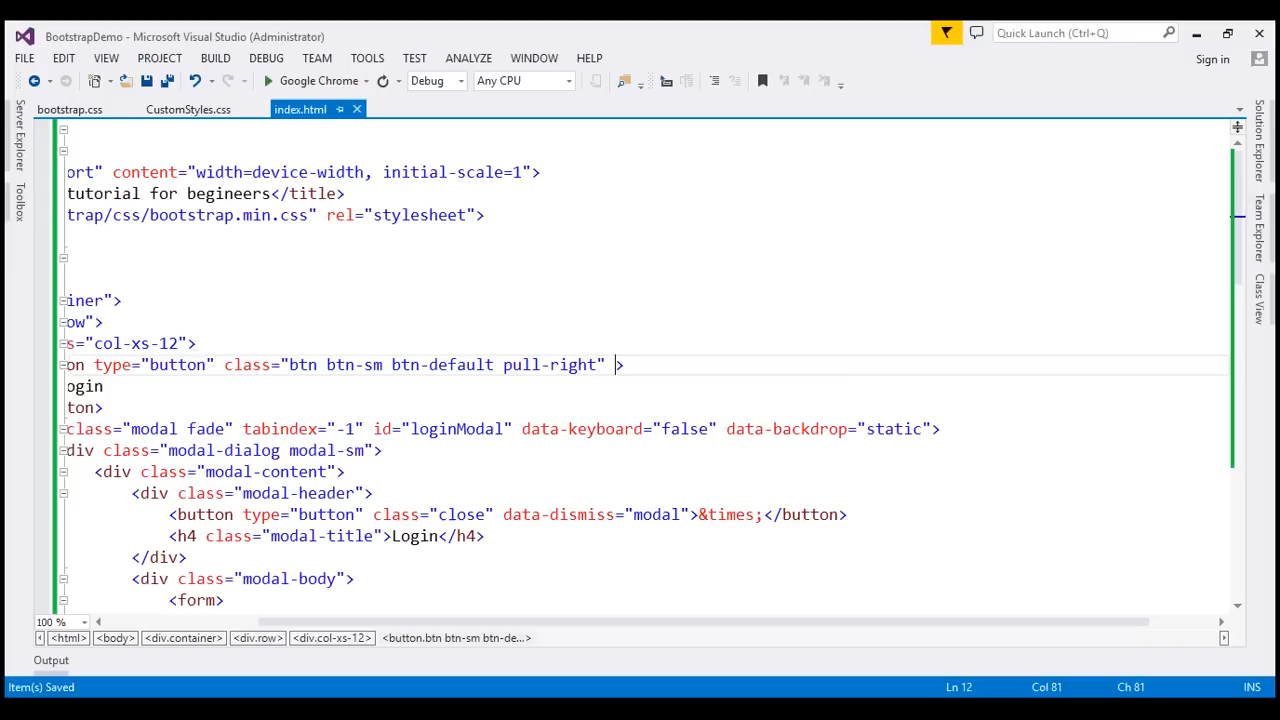 BootstrapDemo - Microsoft Visual Studio (Administrator)
Quick Launch (Ctrl+Q)
FILE EDIT VIEW PROJECT BUILD DEBUG TEAM TOOLS TEST ANALYZE WINDOW HELP
Sign in
Google Chrome Debug Any CPU
bootstrap.css CustomStyles.css index.html
Server Explorer
Toolbox
Solution Explorer
Team Explorer
Class View
ort" content="width=device-width, initial-scale=1">
tutorial for begineers</title>
trap/css/bootstrap.min.css" rel="stylesheet">
iner">
ow">
s="col-xs-12">
on type="button" class="btn btn-sm btn-default pull-right" >
ogin
ton>
class="modal fade" tabindex="-1" id="loginModal" data-keyboard="false" data-backdrop="static">
div class="modal-dialog modal-sm">
<div class="modal-content">
<div class="modal-header">
<button type="button" class="close" data-dismiss="modal">&times;</button>
<h4 class="modal-title">Login</h4>
</div>
<div class="modal-body">
<form>
100 %
<html> <body> <div.container> <div.row> <div.col-xs-12> <button.btn btn-sm btn-de...>
Output
Item(s) Saved Ln 12 Col 81 Ch 81 INS